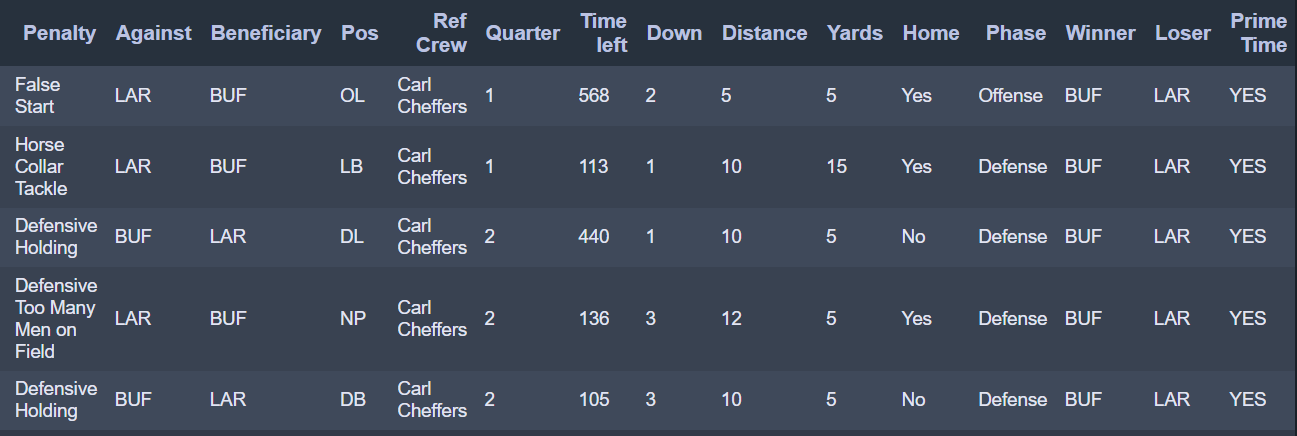 Penalty Against Beneficiary Pos Ref Crew Quarter Time left Down Distance Yards Home Phase Winner Loser Prime Time
False Start LAR BUF OL Carl Cheffers 1 568 2 5 5 Yes Offense BUF LAR YES
Horse Collar Tackle LAR BUF LB Carl Cheffers 1 113 1 10 15 Yes Defense BUF LAR YES
Defensive Holding BUF LAR DL Carl Cheffers 2 440 1 10 5 No Defense BUF LAR YES
Defensive Too Many Men on Field LAR BUF NP Carl Cheffers 2 136 3 12 5 Yes Defense BUF LAR YES
Defensive Holding BUF LAR DB Carl Cheffers 2 105 3 10 5 No Defense BUF LAR YES